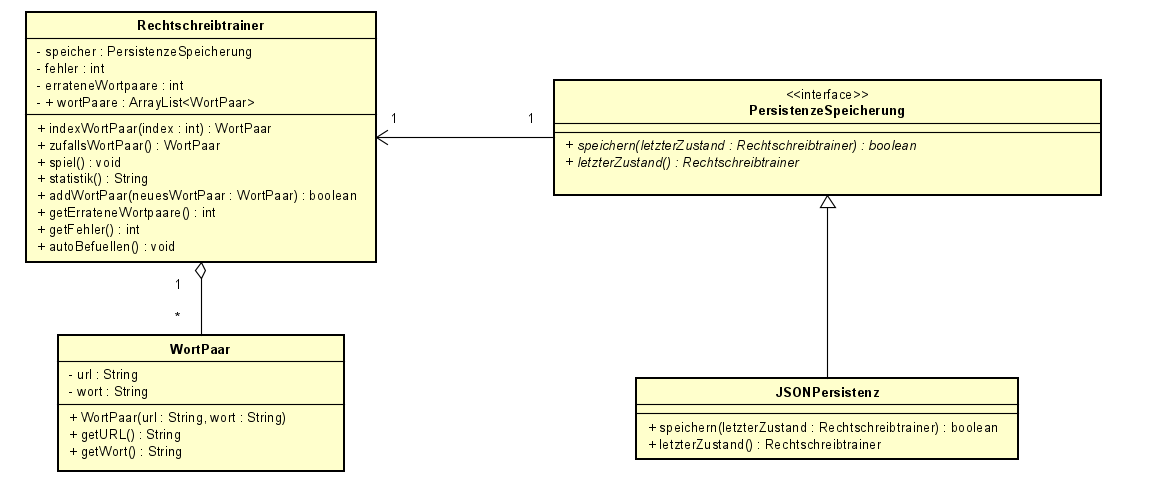 Rechtschreibtrainer
- speicher : PersistenzeSpeicherung
- fehler : int
- errateneWortpaare : int
- + wortPaare : ArrayList<WortPaar>
+ indexWortPaar(index : int) : WortPaar
+ zufallsWortPaar() : WortPaar
+ spiel() : void
+ statistik() : String
+ addWortPaar(neuesWortPaar : WortPaar) : boolean
+ getErrateneWortpaare() : int
+ getFehler() : int
+ autoBefuellen() : void
1
1
<<interface>>
PersistenzeSpeicherung
+ speichern(letzterZustand : Rechtschreibtrainer) : boolean
+ letzterZustand() : Rechtschreibtrainer
1
*
WortPaar
- url : String
- wort : String
+ WortPaar(url : String, wort : String)
+ getURL() : String
+ getWort() : String
JSONPersistenz
+ speichern(letzterZustand : Rechtschreibtrainer) : boolean
+ letzterZustand() : Rechtschreibtrainer